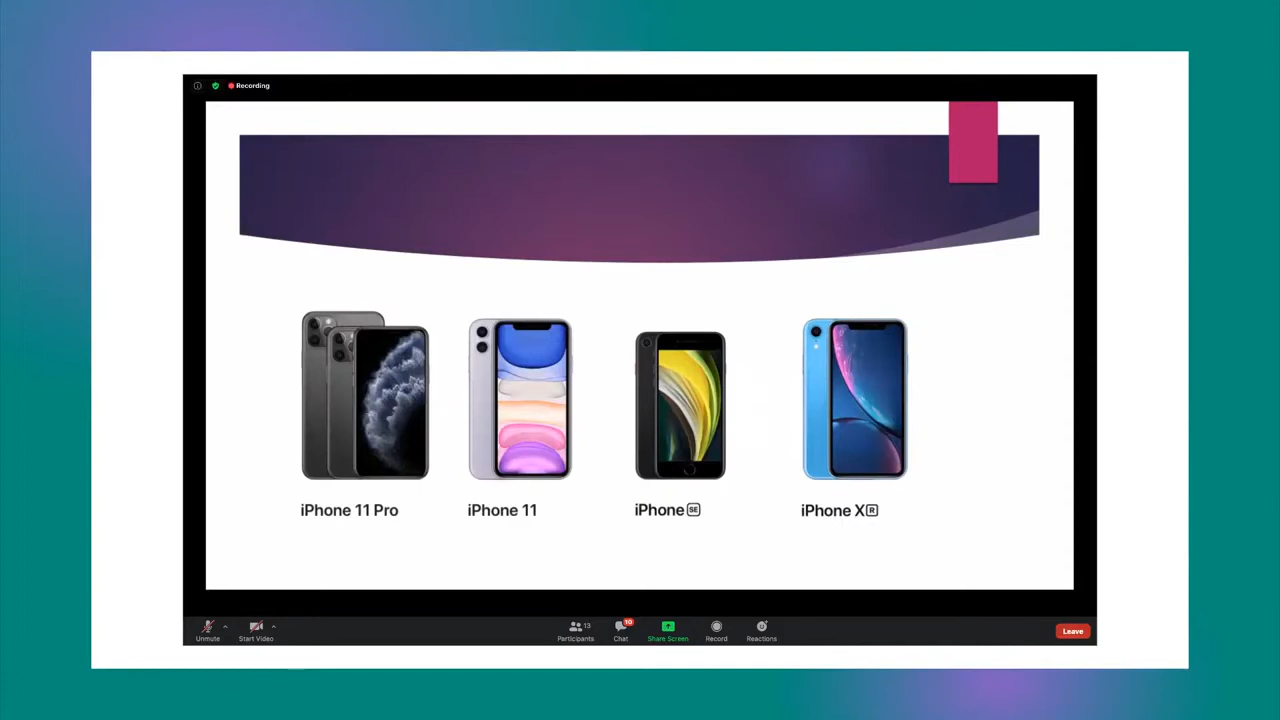 Recording
iPhone 11 Pro
iPhone 11
iPhone SE
iPhone XR
Unmute
Start Video
Participants
13
Chat
10
Share Screen
Record
Reactions
Leave